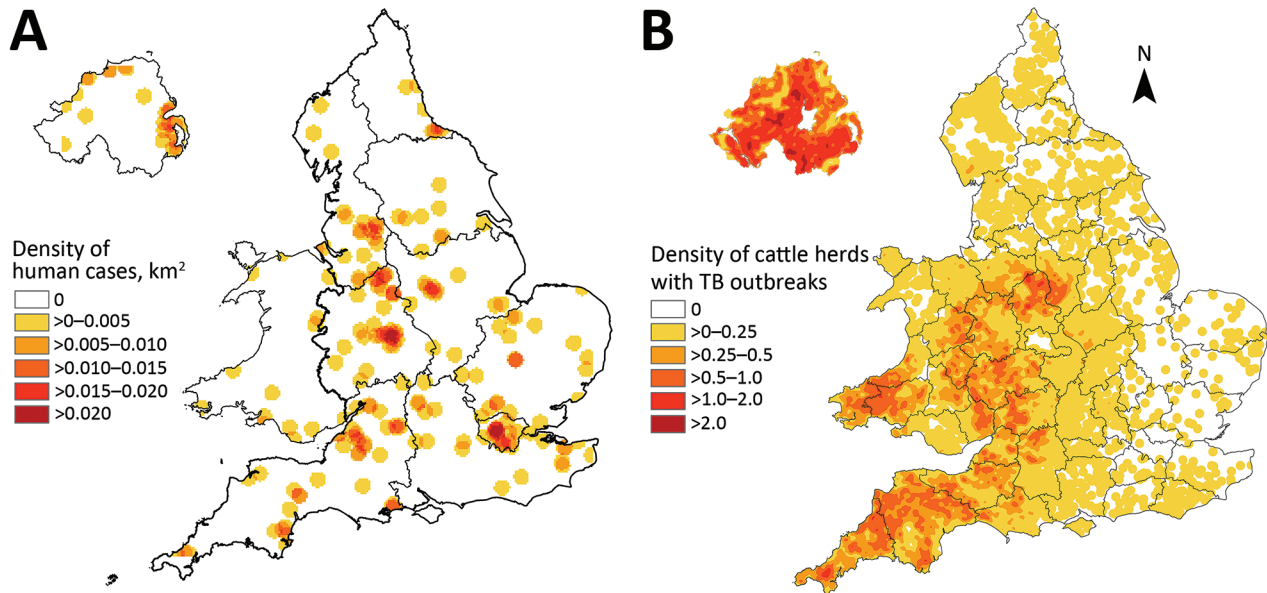 A
Density of
human cases, km²
0
>0–0.005
>0.005–0.010
>0.010–0.015
>0.015–0.020
>0.020
B
N
Density of cattle herds
with TB outbreaks
0
>0–0.25
>0.25–0.5
>0.5–1.0
>1.0–2.0
>2.0